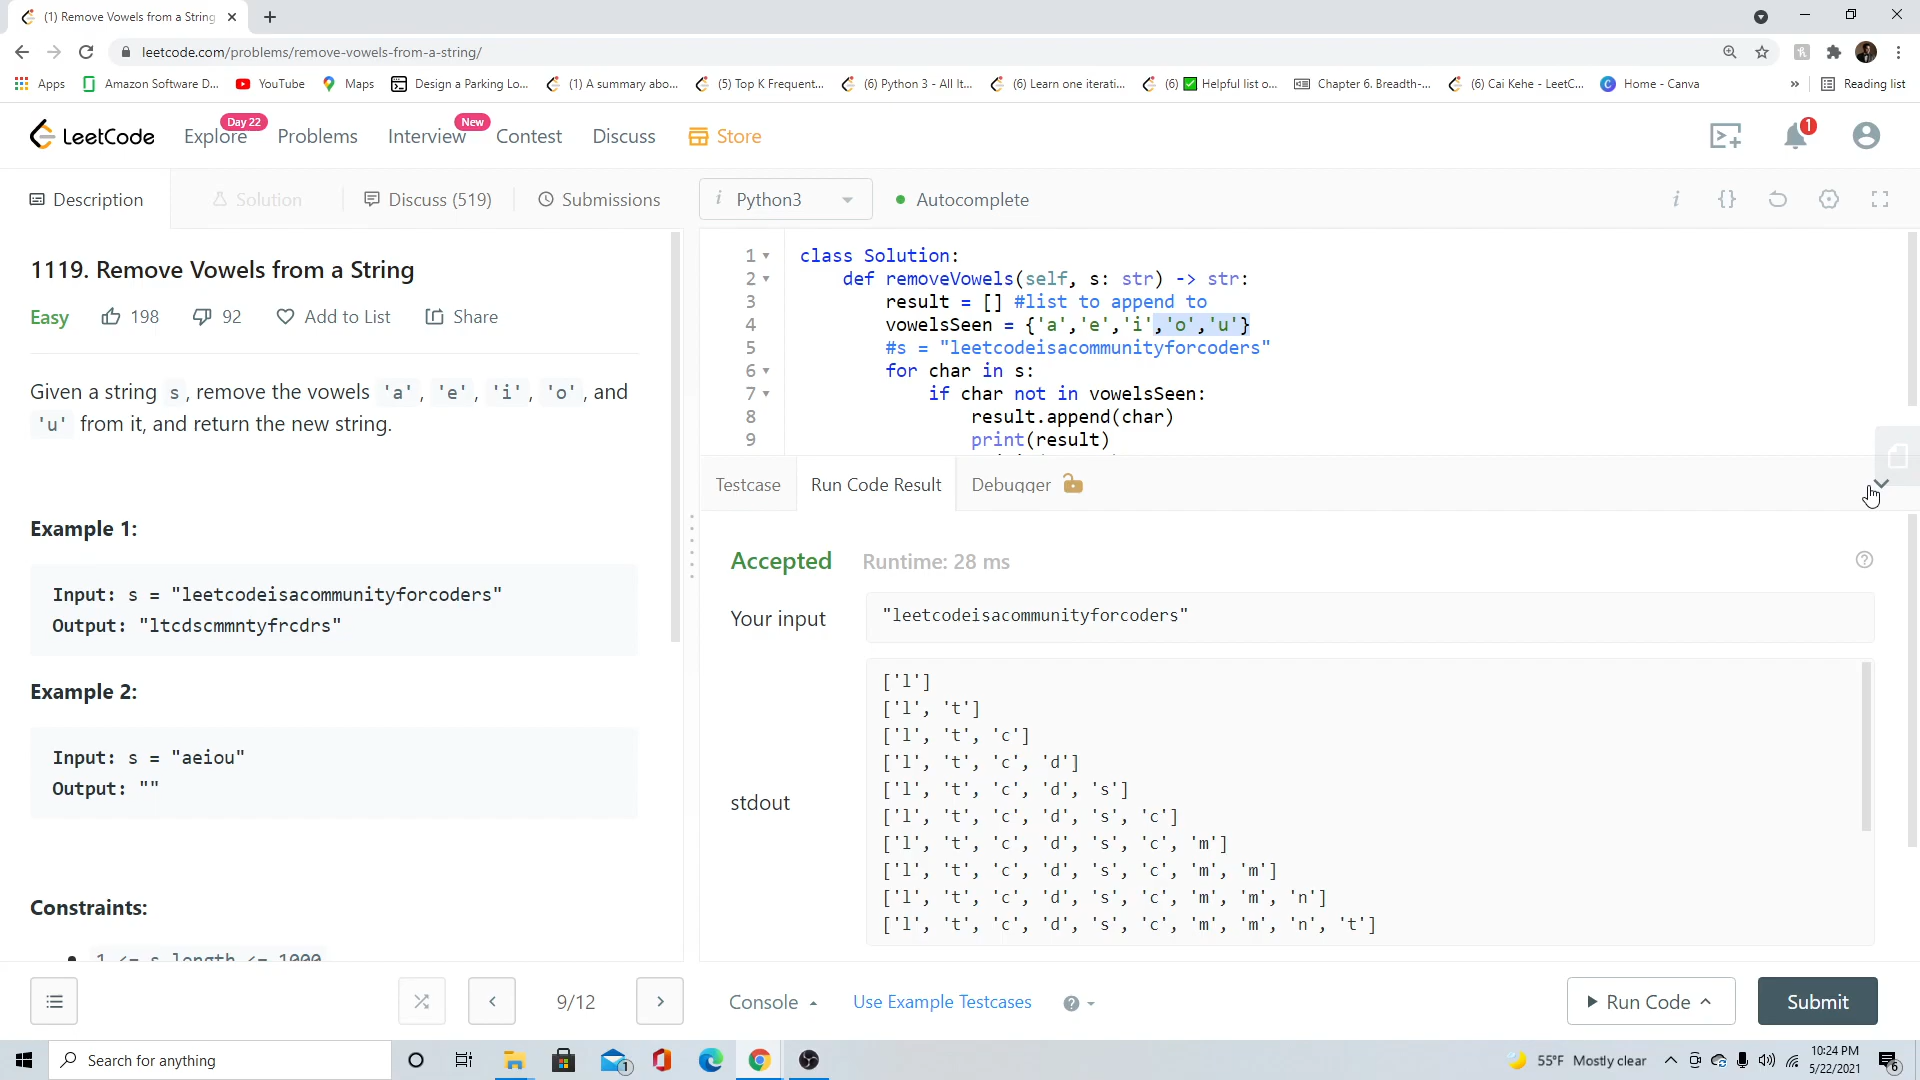 (1) Remove Vowels from a String
leetcode.com/problems/remove-vowels-from-a-string/
Apps Amazon Software D... YouTube Maps Design a Parking Lo... (1) A summary abo... (5) Top K Frequent... (6) Python 3 - All It... (6) Learn one iterati... (6) ✅ Helpful list o... Chapter 6. Breadth-... (6) Cai Kehe - LeetC... Home - Canva » Reading list
Day 22 New 1
LeetCode Explore Problems Interview Contest Discuss Store
Description Solution Discuss (519) Submissions i Python3 Autocomplete i {}
1119. Remove Vowels from a String
Easy 198 92 Add to List Share
Given a string s, remove the vowels 'a', 'e', 'i', 'o', and
'u' from it, and return the new string.
Example 1:
Input: s = "leetcodeisacommunityforcoders"
Output: "ltcdscmmntyfrcdrs"
Example 2:
Input: s = "aeiou"
Output: ""
Constraints:
1 <= s.length <= 1000
1 class Solution:
2 def removeVowels(self, s: str) -> str:
3 result = [] #list to append to
4 vowelsSeen = {'a','e','i','o','u'}
5 #s = "leetcodeisacommunityforcoders"
6 for char in s:
7 if char not in vowelsSeen:
8 result.append(char)
9 print(result)
Testcase Run Code Result Debugger
Accepted Runtime: 28 ms
Your input "leetcodeisacommunityforcoders"
stdout
['l']
['l', 't']
['l', 't', 'c']
['l', 't', 'c', 'd']
['l', 't', 'c', 'd', 's']
['l', 't', 'c', 'd', 's', 'c']
['l', 't', 'c', 'd', 's', 'c', 'm']
['l', 't', 'c', 'd', 's', 'c', 'm', 'm']
['l', 't', 'c', 'd', 's', 'c', 'm', 'm', 'n']
['l', 't', 'c', 'd', 's', 'c', 'm', 'm', 'n', 't']
9/12 Console Use Example Testcases Run Code Submit
Search for anything 1 55°F Mostly clear 10:24 PM
5/22/2021 6